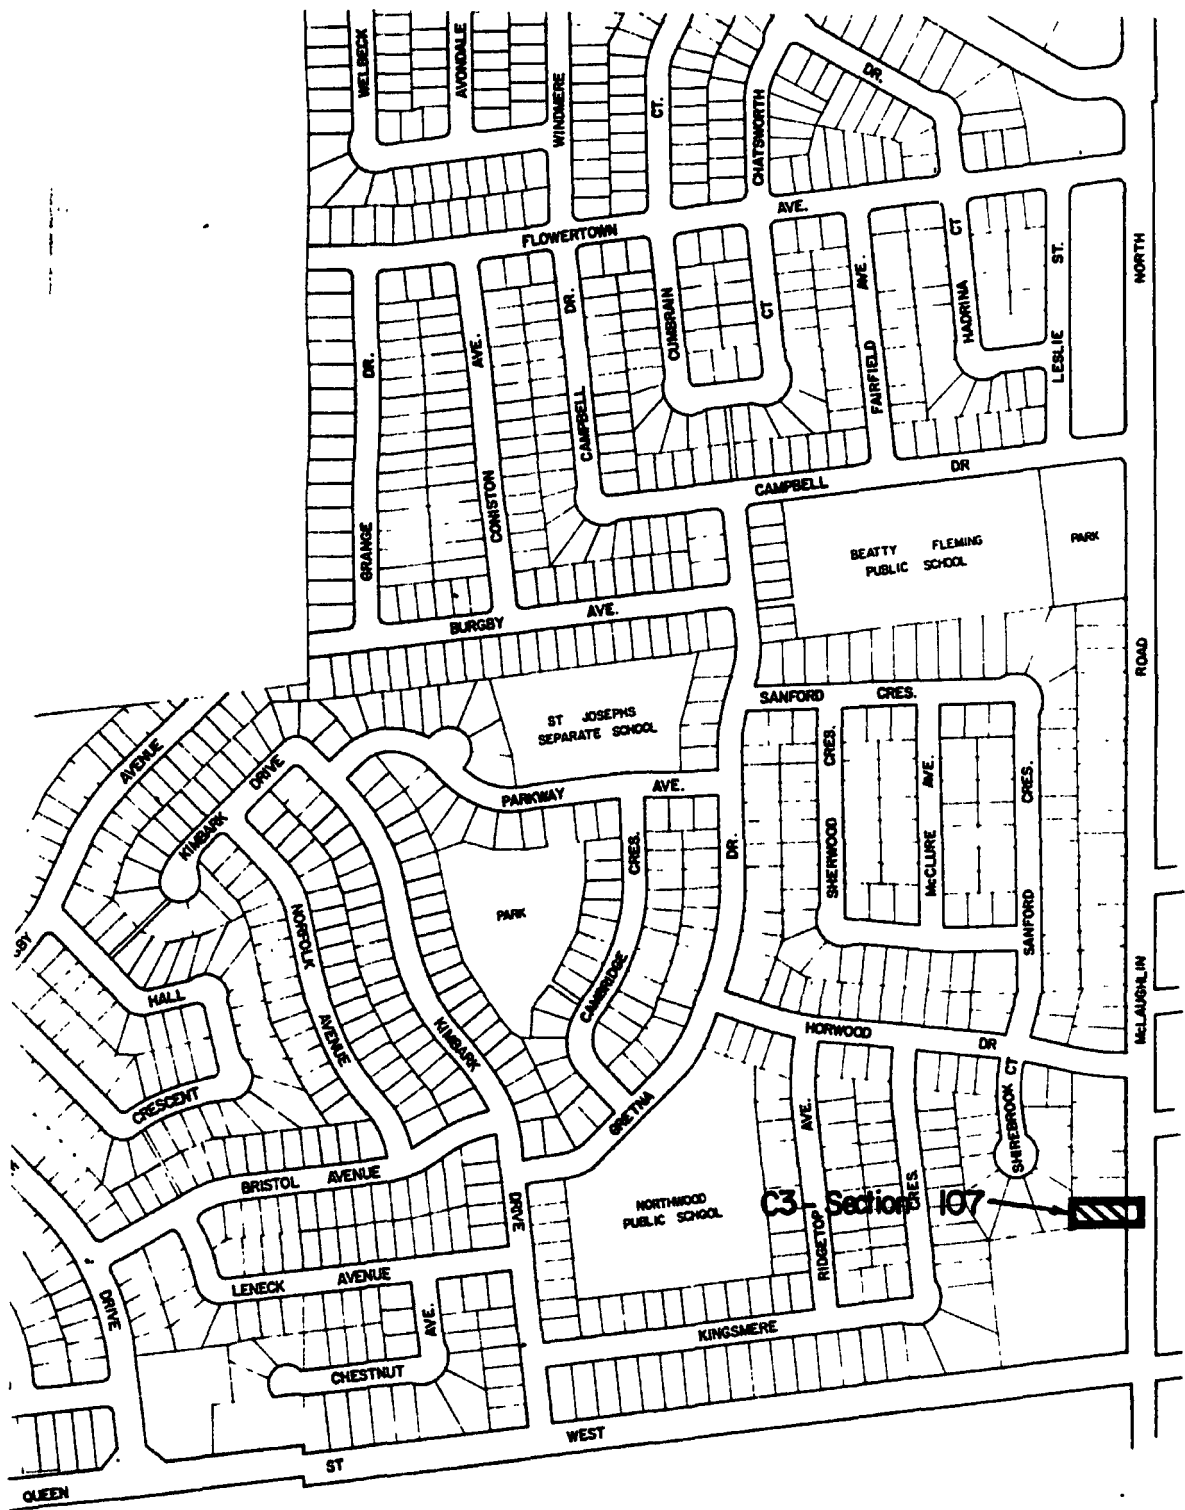 WELBECK
AVONDALE
WINDMERE
CT.
CHATSWORTH
DR.
AVE.
FLOWERTOWN
NORTH
ST.
CT
HADRINA
LESLIE
AVE.
FAIRFIELD
CT
CUMBRAIN
DR.
CAMPBELL
AVE.
CONISTON
DR.
GRANGE
DR
CAMPBELL
BEATTY FLEMING
PUBLIC SCHOOL
PARK
AVE.
BURGBY
ROAD
SANFORD CRES.
ST JOSEPHS
SEPARATE SCHOOL
AVENUE
DRIVE
KIMBARK
PARKWAY AVE.
CRES.
DR.
CRES.
SHERWOOD
AVE.
McCLURE
CRES.
SANFORD
PARK
NORFOLK
AVENUE
KIMBARK
CAMBRIDGE
HALL
CRESCENT
HORWOOD
DR
McLAUGHLIN
GRETNA
AVE.
SHIREBROOK CT
BRISTOL AVENUE
DRIVE
NORTHWOOD
PUBLIC SCHOOL
C3 - Section 107
CRES.
RIDGETOP
LENECK AVENUE
DRIVE
AVE.
CHESTNUT
KINGSMERE
WEST
ST
QUEEN